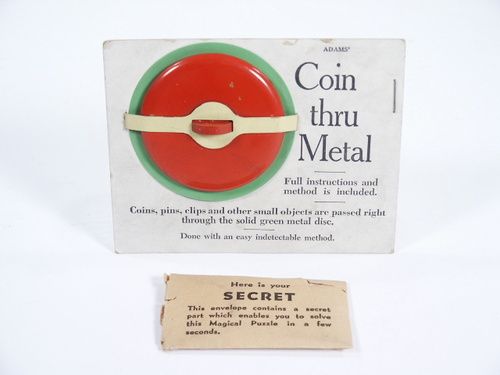 ADAMS'
Coin
thru
Metal
Full instructions and
method is included.
Coins, pins, clips and other small objects are passed right
through the solid green metal disc.
Done with an easy indetectable method.
Here is your
SECRET
This envelope contains a secret
part which enables you to solve
this Magical Puzzle in a few
seconds.